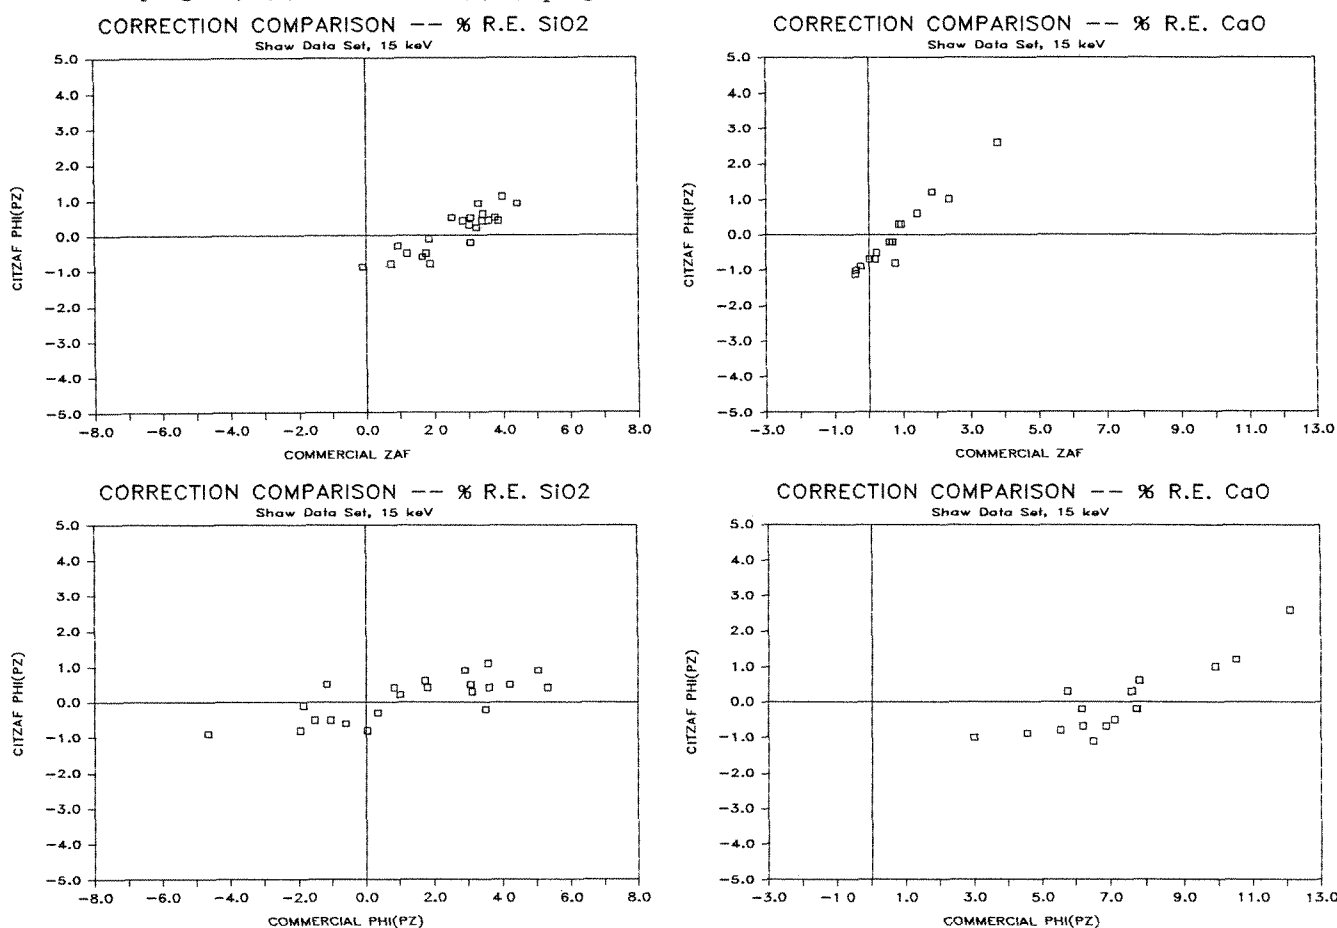 CORRECTION COMPARISON -- % R.E. SiO2
Shaw Data Set, 15 keV
5.0
4.0
3.0
2.0
1.0
0.0
-1.0
-2.0
-3.0
-4.0
-5.0
CITZAF PHI(PZ)
-8.0 -6.0 -4.0 -2.0 0.0 2.0 4.0 6.0 8.0
COMMERCIAL ZAF
CORRECTION COMPARISON -- % R.E. CaO
Shaw Data Set, 15 keV
5.0
4.0
3.0
2.0
1.0
0.0
-1.0
-2.0
-3.0
-4.0
-5.0
CITZAF PHI(PZ)
-3.0 -1.0 1.0 3.0 5.0 7.0 9.0 11.0 13.0
COMMERCIAL ZAF
CORRECTION COMPARISON -- % R.E. SiO2
Shaw Data Set, 15 keV
5.0
4.0
3.0
2.0
1.0
0.0
-1.0
-2.0
-3.0
-4.0
-5.0
CITZAF PHI(PZ)
-8.0 -6.0 -4.0 -2.0 0.0 2.0 4.0 6.0 8.0
COMMERCIAL PHI(PZ)
CORRECTION COMPARISON -- % R.E. CaO
Shaw Data Set, 15 keV
5.0
4.0
3.0
2.0
1.0
0.0
-1.0
-2.0
-3.0
-4.0
-5.0
CITZAF PHI(PZ)
-3.0 -1.0 1.0 3.0 5.0 7.0 9.0 11.0 13.0
COMMERCIAL PHI(PZ)